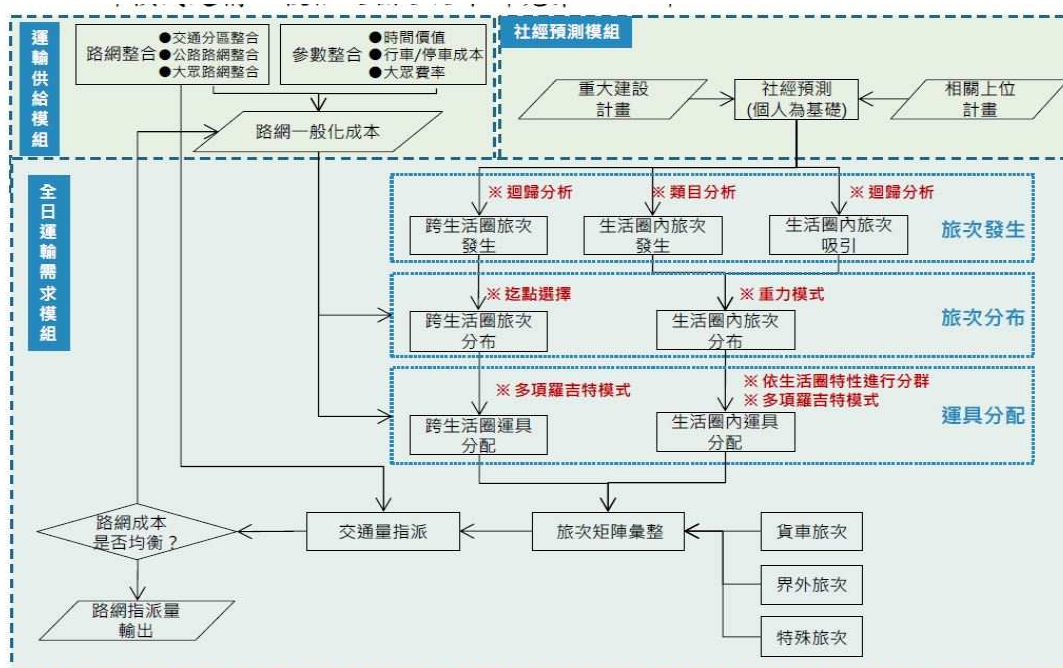 運輸供給模組
路網整合
●交通分區整合
●公路路網整合
●大眾路網整合
參數整合
●時間價值
●行車/停車成本
●大眾費率
路網一般化成本
社經預測模組
重大建設
計畫
社經預測
(個人為基礎)
相關上位
計畫
全日運輸需求模組
※ 迴歸分析
※ 類目分析
※ 迴歸分析
跨生活圈旅次
發生
生活圈內旅次
發生
生活圈內旅次
吸引
旅次發生
※ 迄點選擇
※ 重力模式
跨生活圈旅次
分布
生活圈內旅次
分布
旅次分布
※ 多項羅吉特模式
※ 依生活圈特性進行分群
※ 多項羅吉特模式
跨生活圈運具
分配
生活圈內運具
分配
運具分配
路網成本
是否均衡？
交通量指派
旅次矩陣彙整
貨車旅次
界外旅次
特殊旅次
路網指派量
輸出